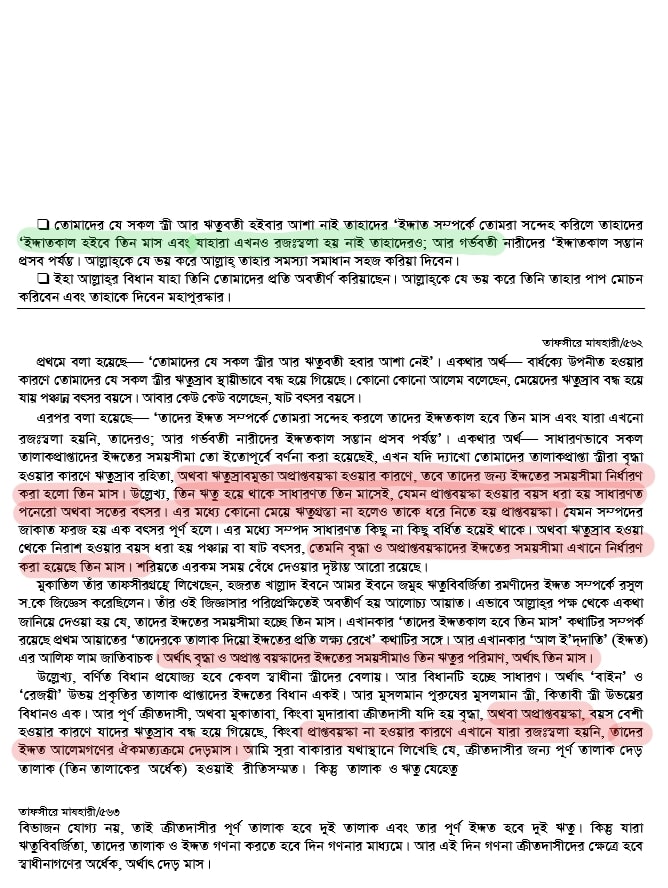 ❑ তোমাদের যে সকল স্ত্রী আর ঋতুবতী হইবার আশা নাই তাহাদের ‘ইদ্দাত সম্পর্কে তোমরা সন্দেহ করিলে তাহাদের
‘ইদ্দাতকাল হইবে তিন মাস এবং যাহারা এখনও রজঃস্বলা হয় নাই তাহাদেরও; আর গর্ভবতী নারীদের ‘ইদ্দাতকাল সন্তান
প্রসব পর্যন্ত। আল্লাহ্‌কে যে ভয় করে আল্লাহ্ তাহার সমস্যা সমাধান সহজ করিয়া দিবেন।
❑ ইহা আল্লাহ্‌র বিধান যাহা তিনি তোমাদের প্রতি অবতীর্ণ করিয়াছেন। আল্লাহ্‌কে যে ভয় করে তিনি তাহার পাপ মোচন
করিবেন এবং তাহাকে দিবেন মহাপুরস্কার।
তাফসীরে মাযহারী/৫৬২
প্রথমে বলা হয়েছে— ‘তোমাদের যে সকল স্ত্রীর আর ঋতুবতী হবার আশা নেই’। একথার অর্থ— বার্ধক্যে উপনীত হওয়ার
কারণে তোমাদের যে সকল স্ত্রীর ঋতুস্রাব স্থায়ীভাবে বন্ধ হয়ে গিয়েছে। কোনো কোনো আলেম বলেছেন, মেয়েদের ঋতুস্রাব বন্ধ হয়ে
যায় পঞ্চান্ন বৎসর বয়সে। আবার কেউ কেউ বলেছেন, ষাট বৎসর বয়সে।
এরপর বলা হয়েছে— ‘তাদের ইদ্দত সম্পর্কে তোমরা সন্দেহ করলে তাদের ইদ্দতকাল হবে তিন মাস এবং যারা এখনো
রজঃস্বলা হয়নি, তাদেরও; আর গর্ভবতী নারীদের ইদ্দতকাল সন্তান প্রসব পর্যন্ত’। একথার অর্থ— সাধারণভাবে সকল
তালাকপ্রাপ্তাদের ইদ্দতের সময়সীমা তো ইতোপূর্বে বর্ণনা করা হয়েছেই, এখন যদি দ্যাখো তোমাদের তালাকপ্রাপ্তা স্ত্রীরা বৃদ্ধা
হওয়ার কারণে ঋতুস্রাব রহিতা, অথবা ঋতুস্রাবমুক্তা অপ্রাপ্তবয়স্কা হওয়ার কারণে, তবে তাদের জন্য ইদ্দতের সময়সীমা নির্ধারণ
করা হলো তিন মাস। উল্লেখ্য, তিন ঋতু হয়ে থাকে সাধারণত তিন মাসেই, যেমন প্রাপ্তবয়স্কা হওয়ার বয়স ধরা হয় সাধারণত
পনেরো অথবা সতের বৎসর। এর মধ্যে কোনো মেয়ে ঋতুগ্রস্তা না হলেও তাকে ধরে নিতে হয় প্রাপ্তবয়স্কা। যেমন সম্পদের
জাকাত ফরজ হয় এক বৎসর পূর্ণ হলে। এর মধ্যে সম্পদ সাধারণত কিছু না কিছু বর্ধিত হয়েই থাকে। অথবা ঋতুস্রাব হওয়া
থেকে নিরাশ হওয়ার বয়স ধরা হয় পঞ্চান্ন বা ষাট বৎসর, তেমনি বৃদ্ধা ও অপ্রাপ্তবয়স্কাদের ইদ্দতের সময়সীমা এখানে নির্ধারণ
করা হয়েছে তিন মাস। শরিয়তে এরকম সময় বেঁধে দেওয়ার দৃষ্টান্ত আরো রয়েছে।
মুকাতিল তাঁর তাফসীরগ্রন্থে লিখেছেন, হজরত খাল্লাদ ইবনে আমর ইবনে জমুহ ঋতুবিবর্জিতা রমণীদের ইদ্দত সম্পর্কে রসুল
স.কে জিজ্ঞেস করেছিলেন। তাঁর ওই জিজ্ঞাসার পরিপ্রেক্ষিতেই অবতীর্ণ হয় আলোচ্য আয়াত। এভাবে আল্লাহ্‌র পক্ষ থেকে একথা
জানিয়ে দেওয়া হয় যে, তাদের ইদ্দতের সময়সীমা হচ্ছে তিন মাস। এখানকার ‘তাদের ইদ্দতকাল হবে তিন মাস’ কথাটির সম্পর্ক
রয়েছে প্রথম আয়াতের ‘তাদেরকে তালাক দিয়ো ইদ্দতের প্রতি লক্ষ্য রেখে’ কথাটির সঙ্গে। আর এখানকার ‘আল ই’দ্দাতি’ (ইদ্দত)
এর আলিফ লাম জাতিবাচক। অর্থাৎ বৃদ্ধা ও অপ্রাপ্ত বয়স্কাদের ইদ্দতের সময়সীমাও তিন ঋতুর পরিমাণ, অর্থাৎ তিন মাস।
উল্লেখ্য, বর্ণিত বিধান প্রযোজ্য হবে কেবল স্বাধীনা স্ত্রীদের বেলায়। আর বিধানটি হচ্ছে সাধারণ। অর্থাৎ ‘বাইন’ ও
‘রেজয়ী’ উভয় প্রকৃতির তালাক প্রাপ্তাদের ইদ্দতের বিধান একই। আর মুসলমান পুরুষের মুসলমান স্ত্রী, কিতাবী স্ত্রী উভয়ের
বিধানও এক। আর পূর্ণ ক্রীতদাসী, অথবা মুকাতাবা, কিংবা মুদারাবা ক্রীতদাসী যদি হয় বৃদ্ধা, অথবা অপ্রাপ্তবয়স্কা, বয়স বেশী
হওয়ার কারণে যাদের ঋতুস্রাব বন্ধ হয়ে গিয়েছে, কিংবা প্রাপ্তবয়স্কা না হওয়ার কারণে এখানে যারা রজঃস্বলা হয়নি, তাদের
ইদ্দত আলেমগণের ঐকমত্যক্রমে দেড়মাস। আমি সুরা বাকারার যথাস্থানে লিখেছি যে, ক্রীতদাসীর জন্য পূর্ণ তালাক দেড়
তালাক (তিন তালাকের অর্ধেক) হওয়াই রীতিসম্মত। কিন্তু তালাক ও ঋতু যেহেতু
তাফসীরে মাযহারী/৫৬৩
বিভাজন যোগ্য নয়, তাই ক্রীতদাসীর পূর্ণ তালাক হবে দুই তালাক এবং তার পূর্ণ ইদ্দত হবে দুই ঋতু। কিন্তু যারা
ঋতুবিবর্জিতা, তাদের তালাক ও ইদ্দত গণনা করতে হবে দিন গণনার মাধ্যমে। আর এই দিন গণনা ক্রীতদাসীদের ক্ষেত্রে হবে
স্বাধীনাগণের অর্ধেক, অর্থাৎ দেড় মাস।